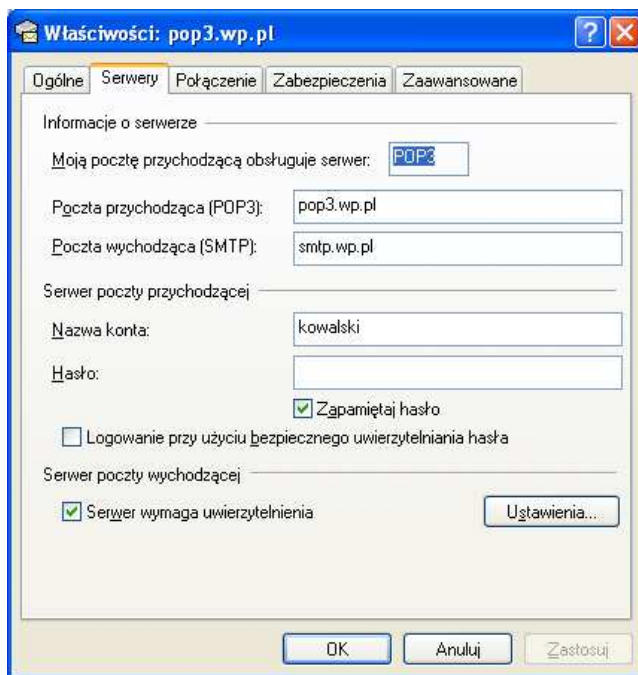 Właściwości: pop3.wp.pl
Ogólne Serwery Połączenie Zabezpieczenia Zaawansowane
Informacje o serwerze
Moją pocztę przychodzącą obsługuje serwer: POP3
Poczta przychodząca (POP3): pop3.wp.pl
Poczta wychodząca (SMTP): smtp.wp.pl
Serwer poczty przychodzącej
Nazwa konta: kowalski
Hasło:
Zapamiętaj hasło
Logowanie przy użyciu bezpiecznego uwierzytelniania hasła
Serwer poczty wychodzącej
Serwer wymaga uwierzytelnienia Ustawienia...
OK Anuluj Zastosuj